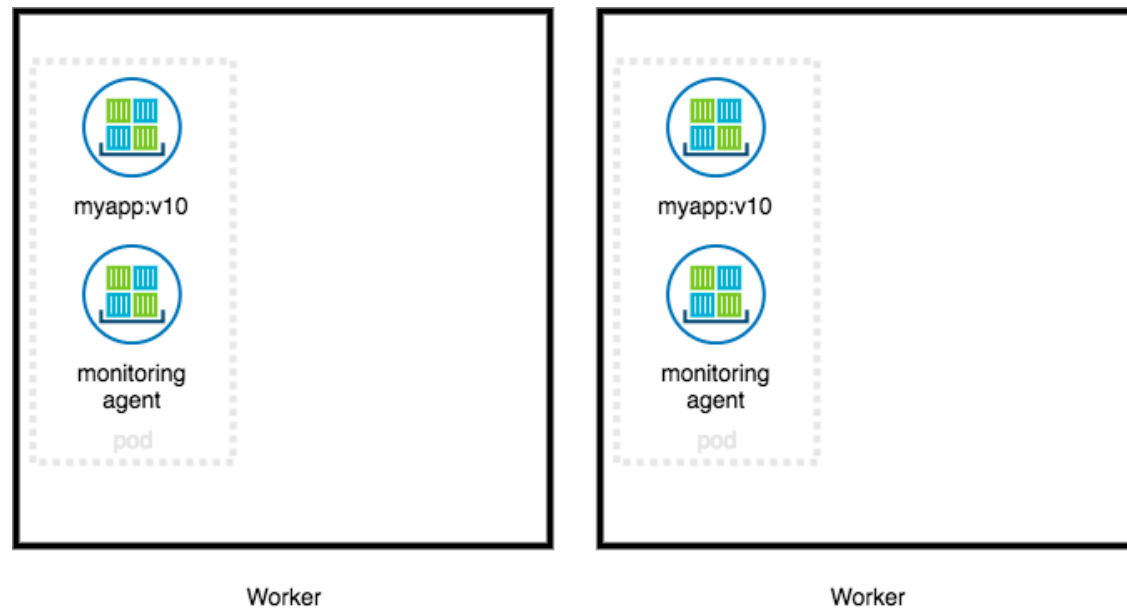 myapp:v10
monitoring
agent
pod
Worker
myapp:v10
monitoring
agent
pod
Worker